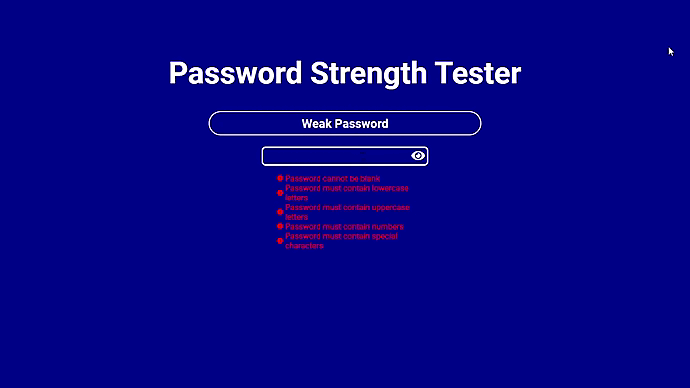 Password Strength Tester
Weak Password
Password cannot be blank
Password must contain lowercase
letters
Password must contain uppercase
letters
Password must contain numbers
Password must contain special
characters